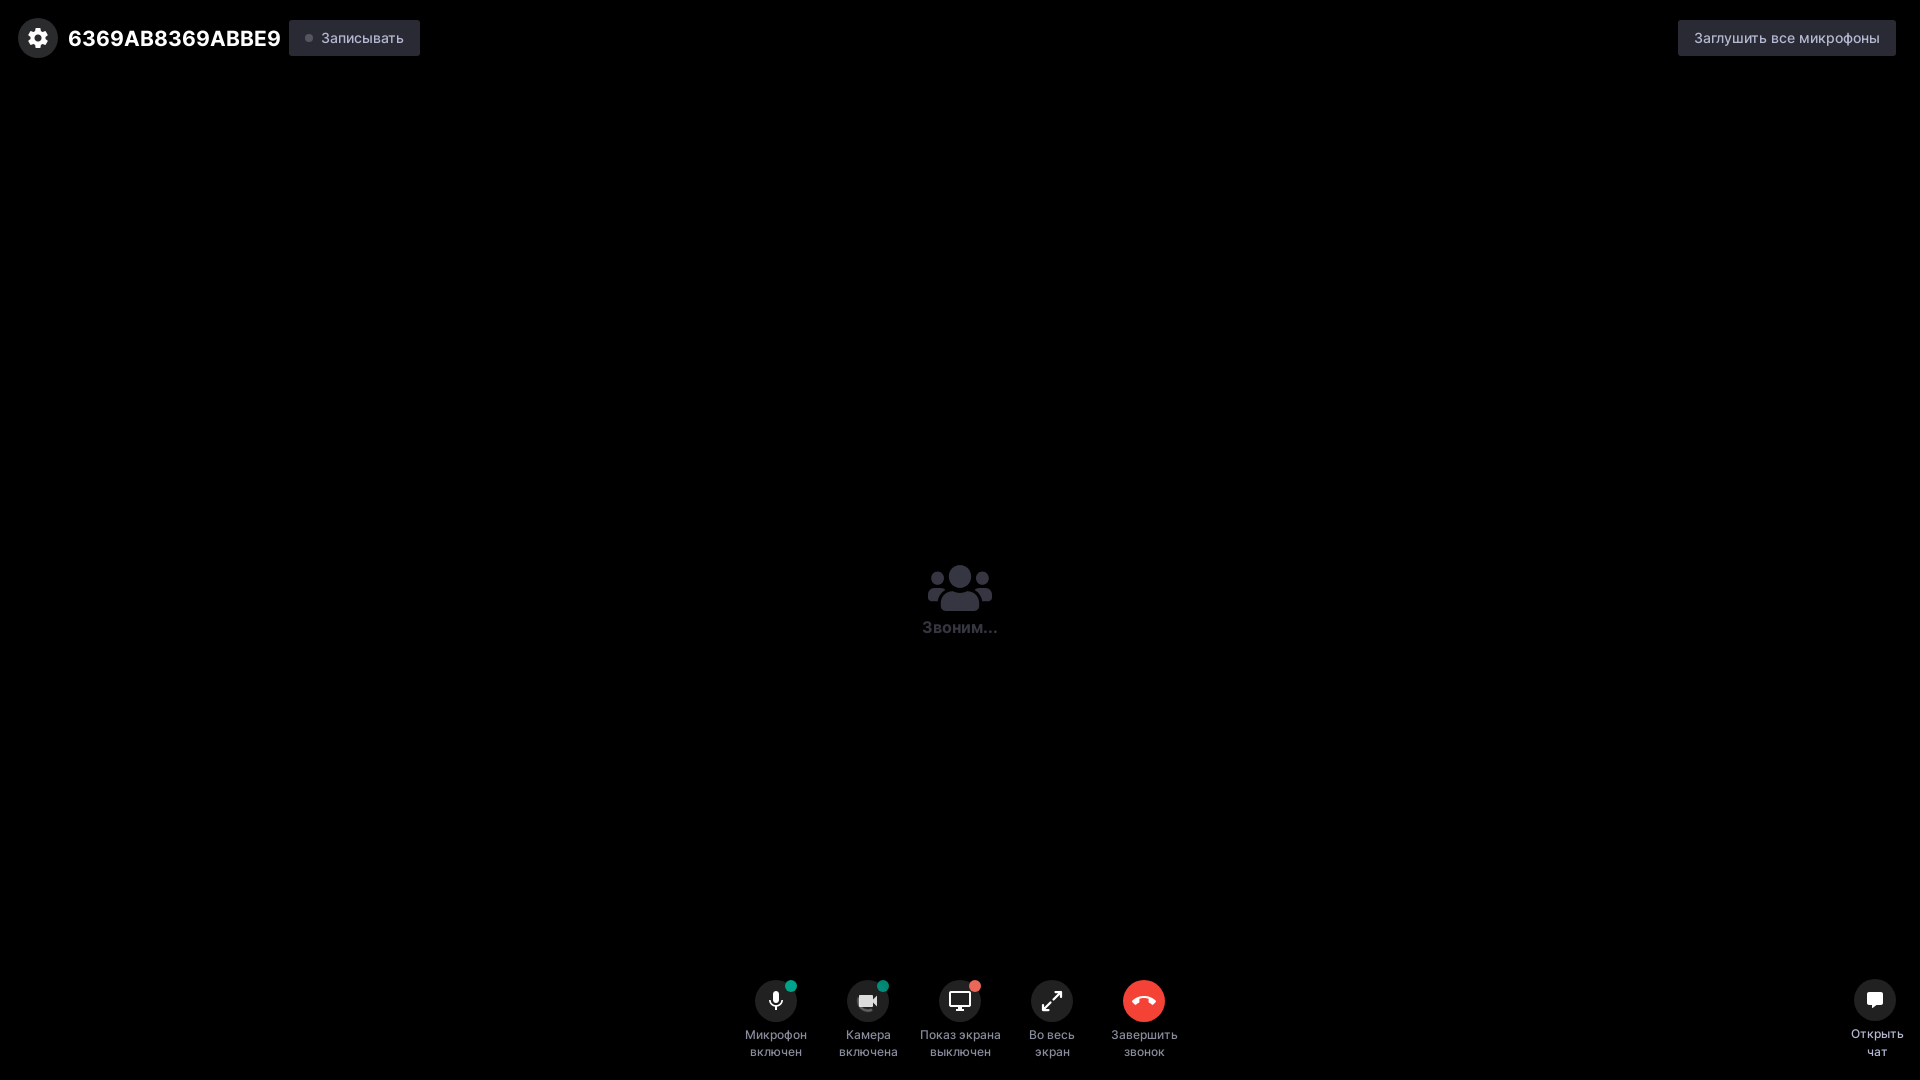 6369AB8369ABBE9
Записывать
Заглушить все микрофоны
Звоним...
Микрофон
включен
Камера
включена
Показ экрана
выключен
Во весь
экран
Завершить
звонок
Открыть
чат